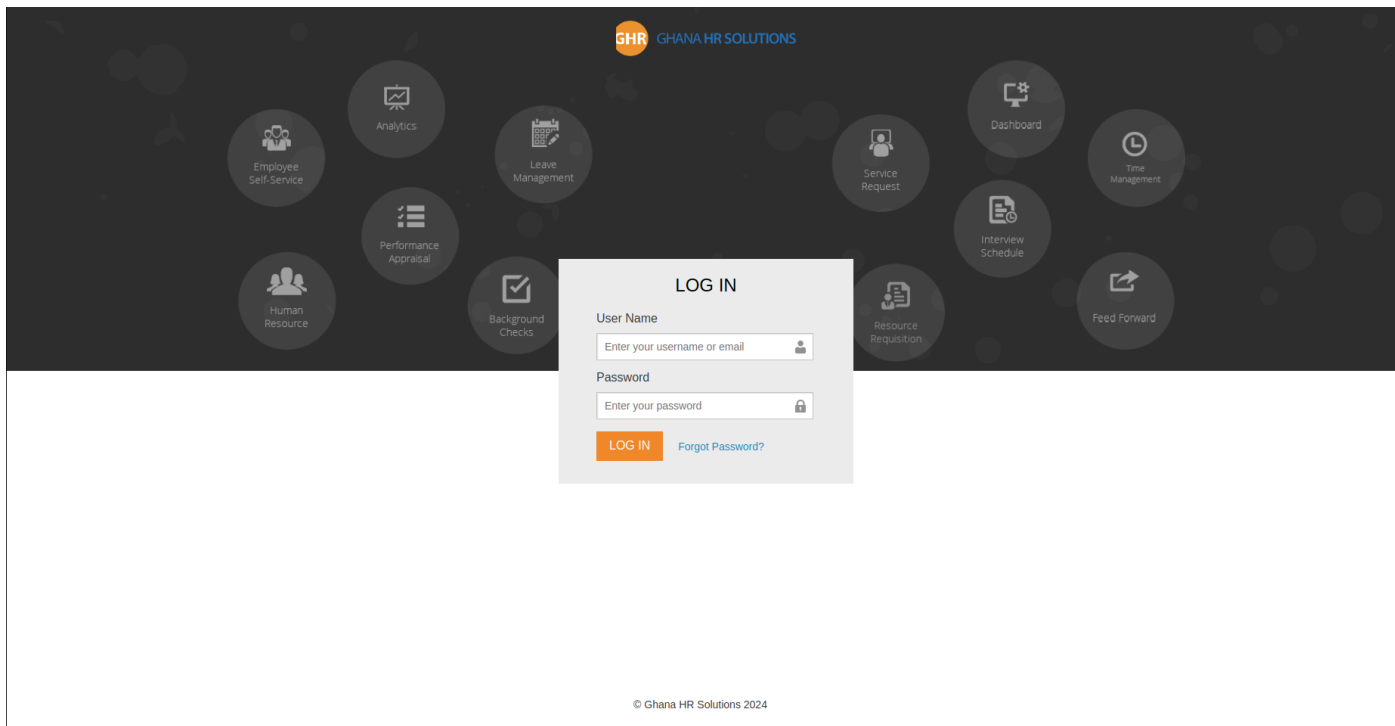 GHR GHANA HR SOLUTIONS
Analytics
Employee
Self-Service
Leave
Management
Performance
Appraisal
Human
Resource
Background
Checks
Dashboard
Service
Request
Time
Management
Interview
Schedule
Resource
Requisition
Feed Forward
LOG IN
User Name
Enter your username or email
Password
Enter your password
LOG IN Forgot Password?
© Ghana HR Solutions 2024